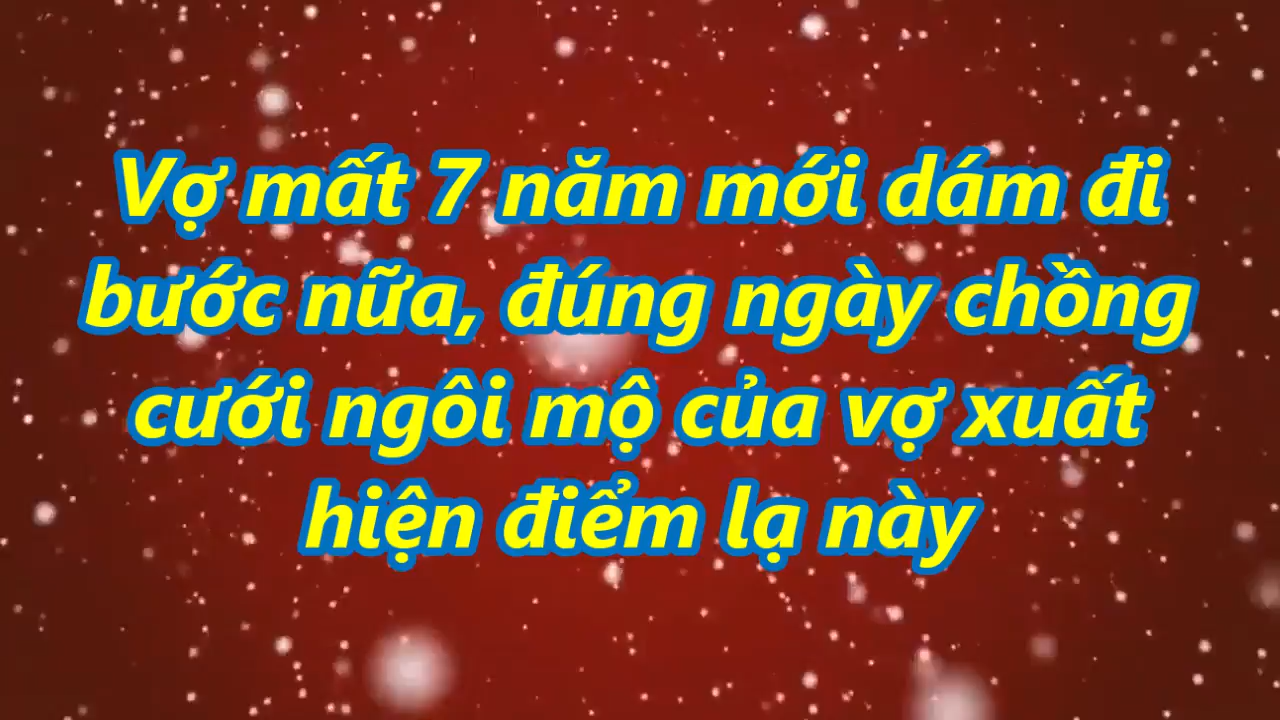 Vợ mất 7 năm mới dám đi
bước nữa, đúng ngày chồng
cưới ngôi mộ của vợ xuất
hiện điểm lạ này